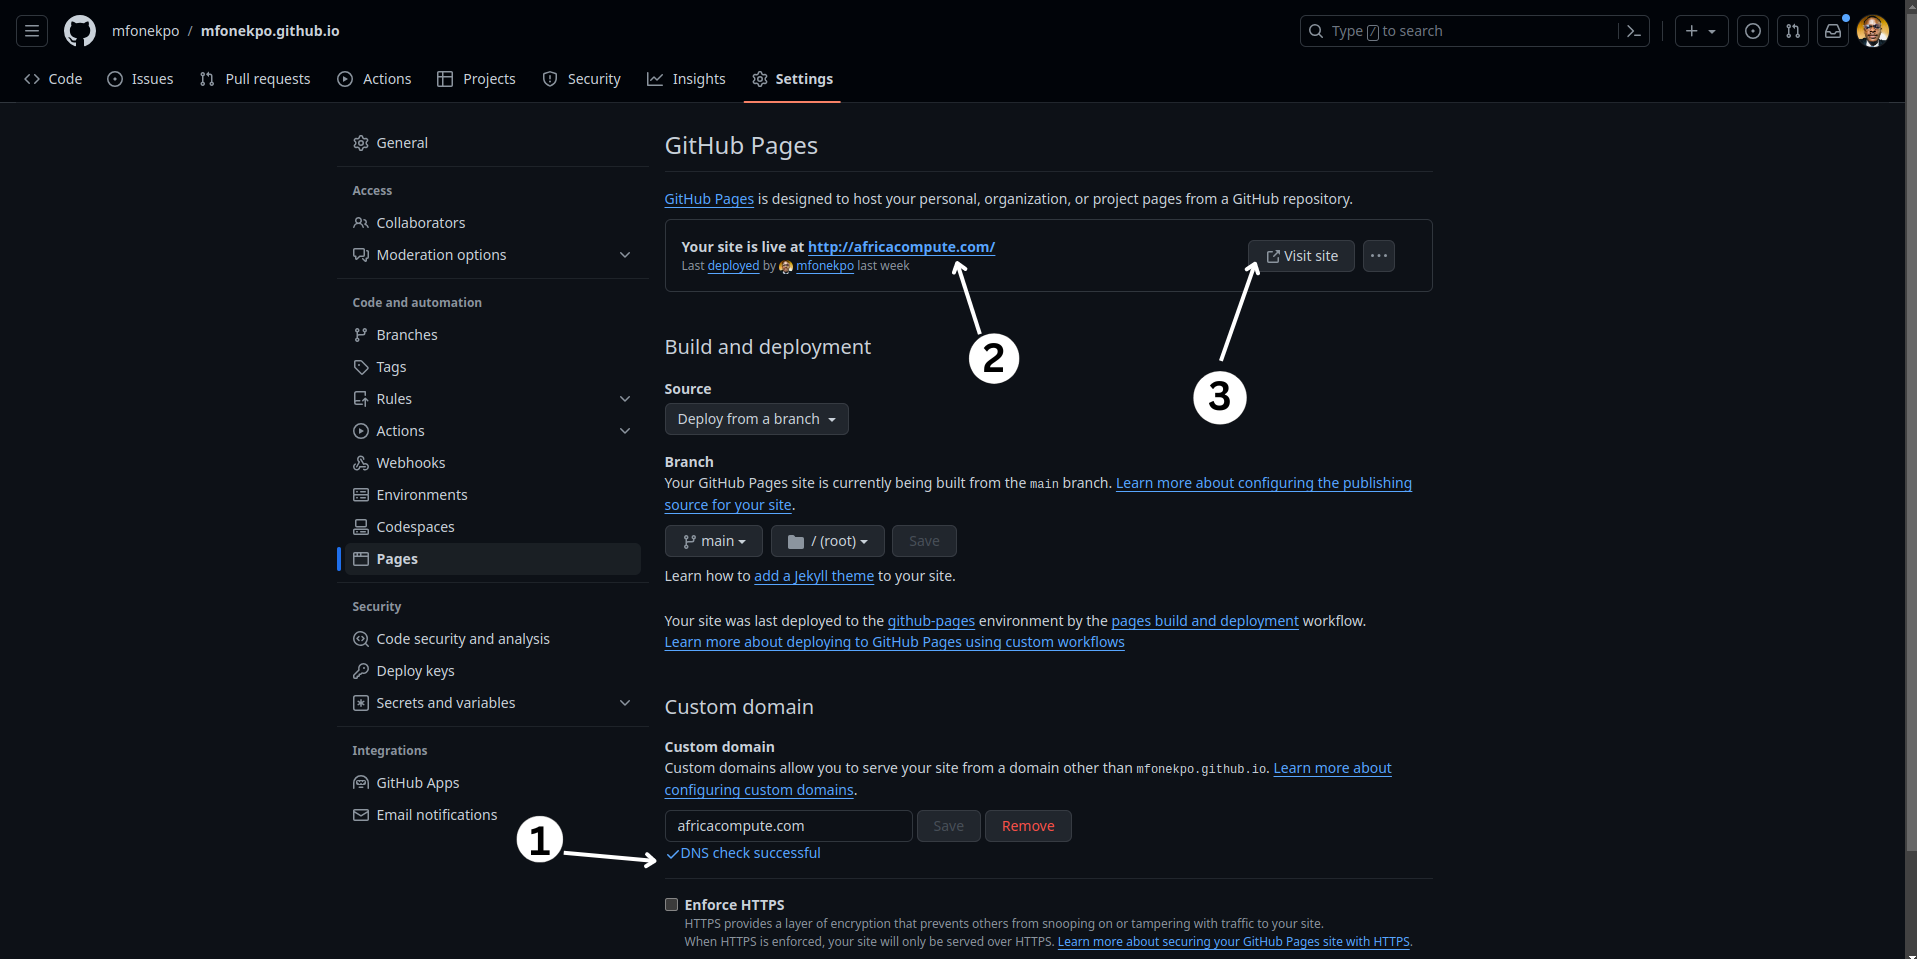 mfonekpo / mfonekpo.github.io
Type / to search
Code
Issues
Pull requests
Actions
Projects
Security
Insights
Settings
General
Access
Collaborators
Moderation options
Code and automation
Branches
Tags
Rules
Actions
Webhooks
Environments
Codespaces
Pages
Security
Code security and analysis
Deploy keys
Secrets and variables
Integrations
GitHub Apps
Email notifications
GitHub Pages
GitHub Pages is designed to host your personal, organization, or project pages from a GitHub repository.
Your site is live at http://africacompute.com/
Last deployed by mfonekpo last week
Visit site
2
3
Build and deployment
Source
Deploy from a branch
Branch
Your GitHub Pages site is currently being built from the main branch. Learn more about configuring the publishing
source for your site.
main
/ (root)
Save
Learn how to add a Jekyll theme to your site.
Your site was last deployed to the github-pages environment by the pages build and deployment workflow.
Learn more about deploying to GitHub Pages using custom workflows
Custom domain
Custom domain
Custom domains allow you to serve your site from a domain other than mfonekpo.github.io. Learn more about
configuring custom domains.
africacompute.com
Save
Remove
1
DNS check successful
Enforce HTTPS
HTTPS provides a layer of encryption that prevents others from snooping on or tampering with traffic to your site.
When HTTPS is enforced, your site will only be served over HTTPS. Learn more about securing your GitHub Pages site with HTTPS.